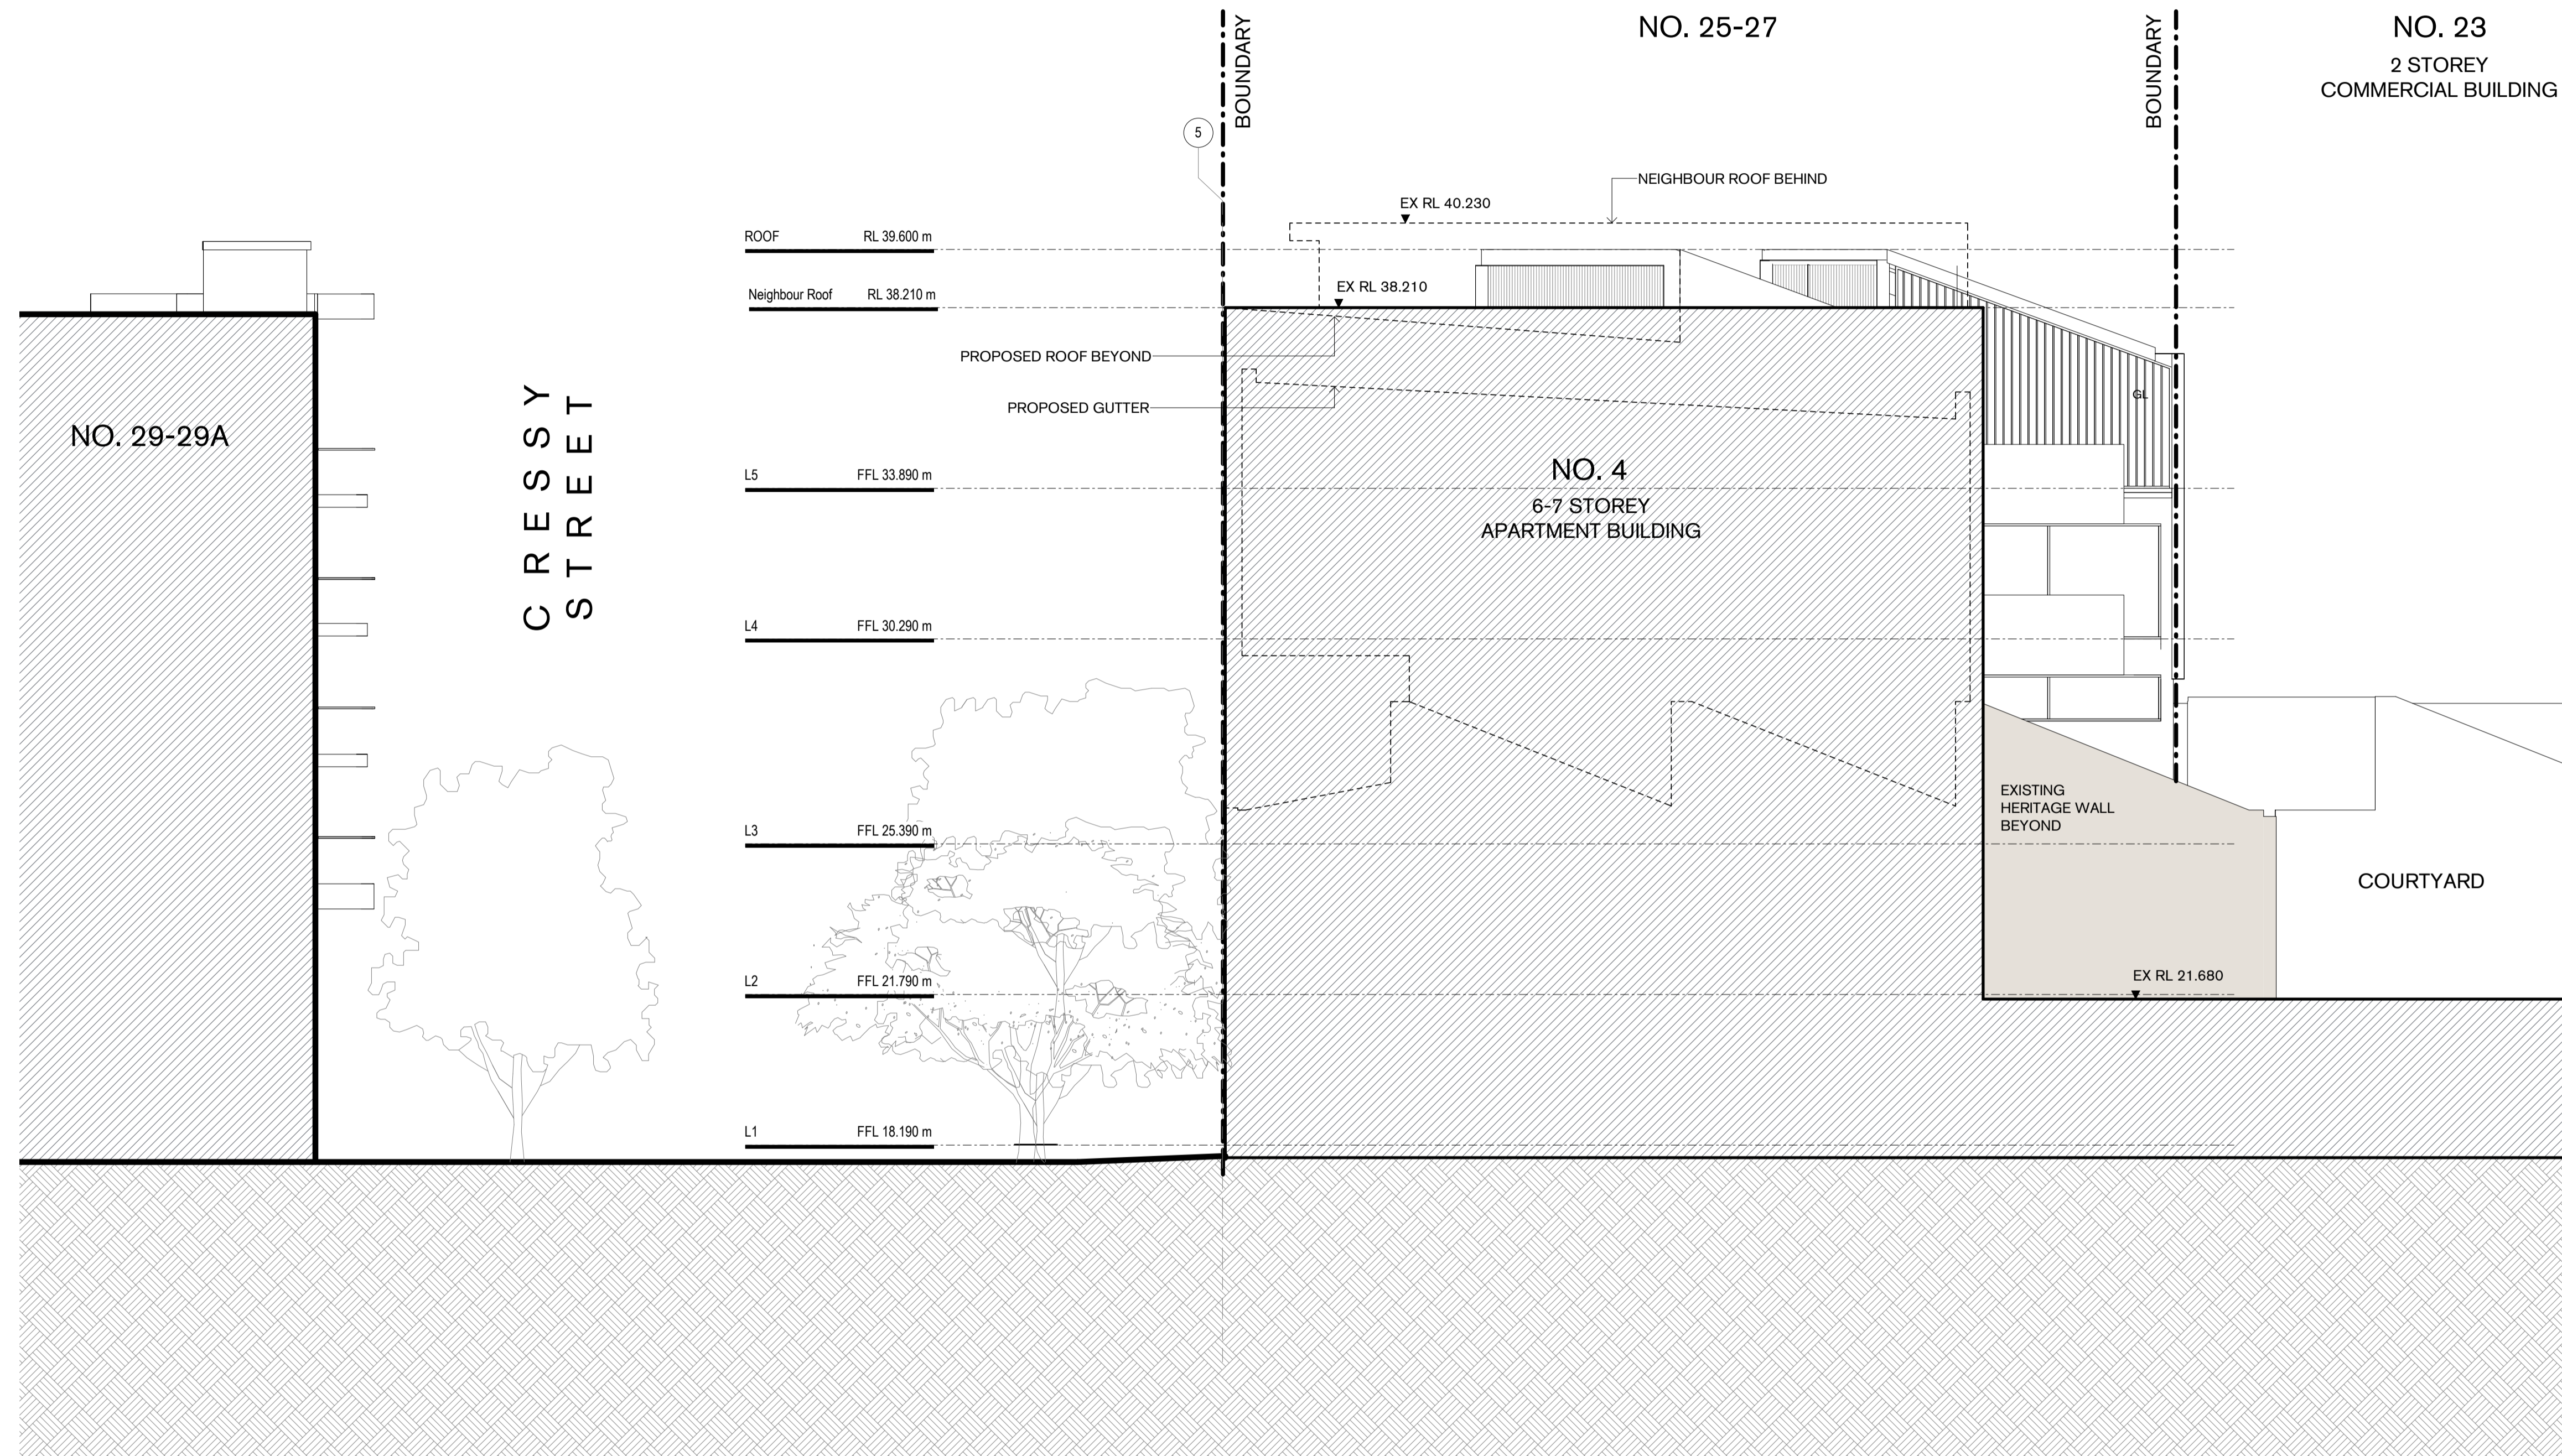 NO. 25-27
NO. 23
2 STOREY
COMMERCIAL BUILDING
BOUNDARY
BOUNDARY
5
NEIGHBOUR ROOF BEHIND
EX RL 40.230
ROOF RL 39.600 m
EX RL 38.210
Neighbour Roof RL 38.210 m
PROPOSED ROOF BEYOND
PROPOSED GUTTER
GL
NO. 29-29A
CRESSY
STREET
NO. 4
6-7 STOREY
APARTMENT BUILDING
L5 FFL 33.890 m
L4 FFL 30.290 m
EXISTING
HERITAGE WALL
BEYOND
L3 FFL 25.390 m
COURTYARD
EX RL 21.680
L2 FFL 21.790 m
L1 FFL 18.190 m